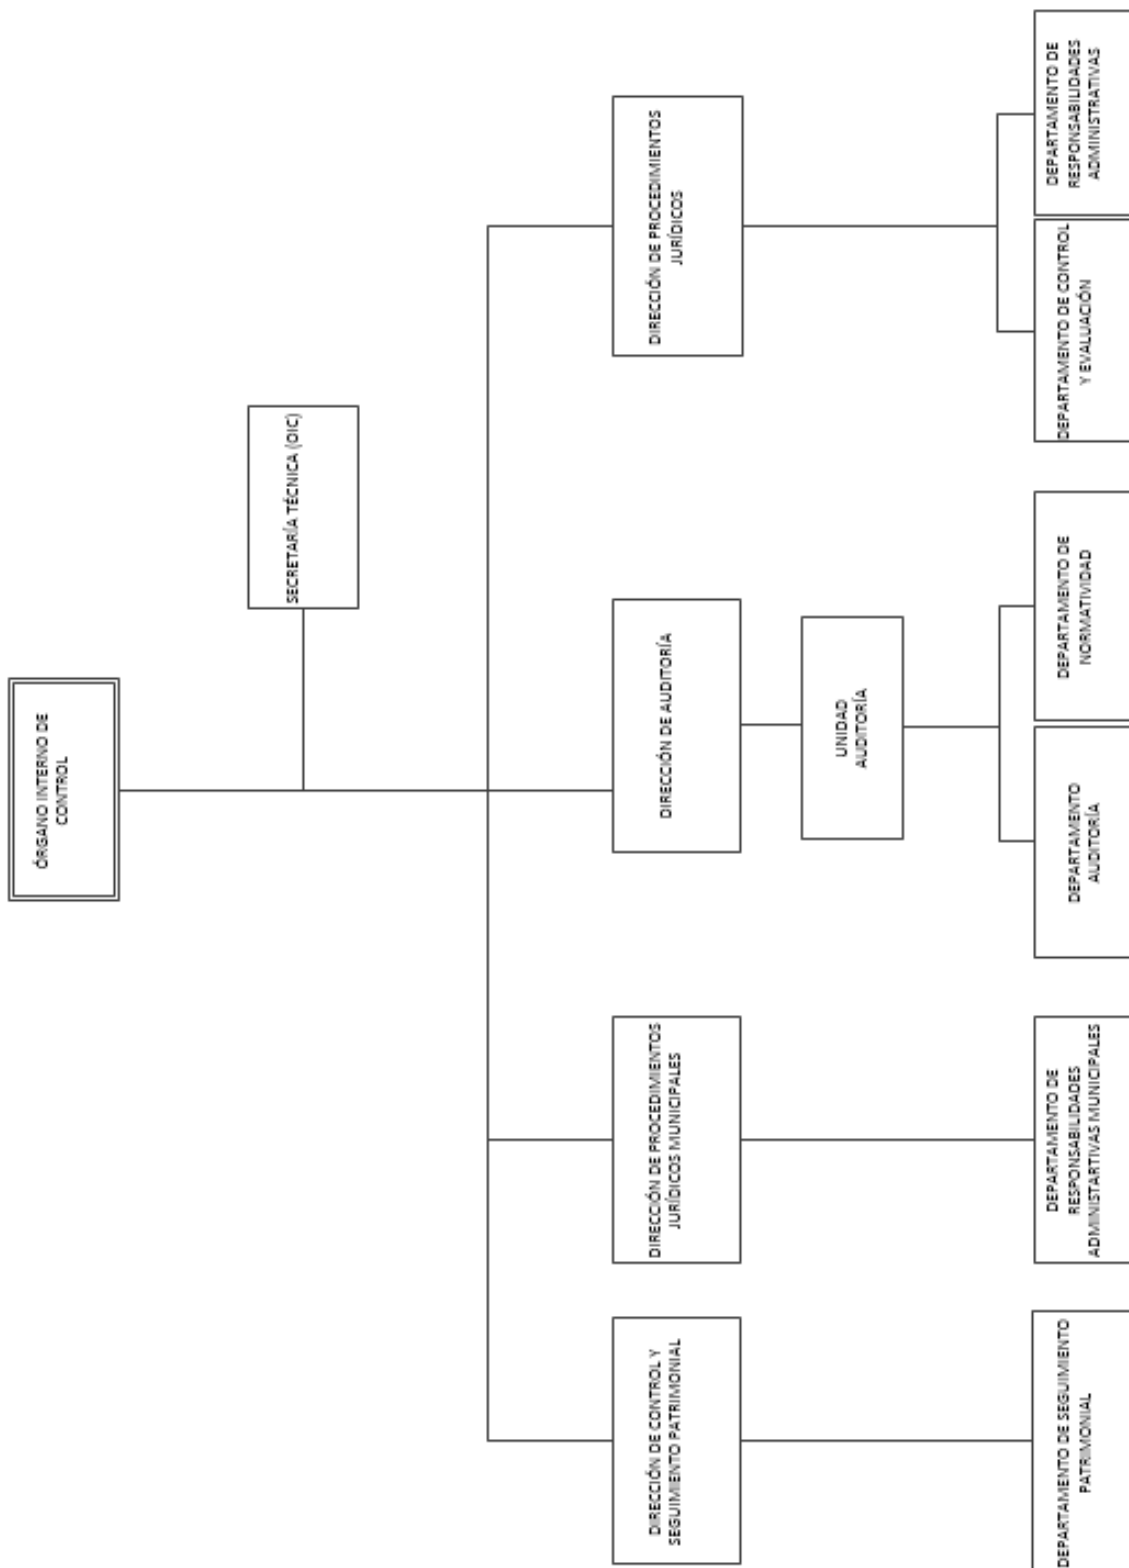 ÓRGANO INTERNO DE
CONTROL
SECRETARÍA TÉCNICA (OIC)
DIRECCIÓN DE CONTROL Y
SEGUIMIENTO PATRIMONIAL
DIRECCIÓN DE PROCEDIMIENTOS
JURÍDICOS MUNICIPALES
DIRECCIÓN DE AUDITORÍA
DIRECCIÓN DE PROCEDIMIENTOS
JURÍDICOS
UNIDAD
AUDITORÍA
DEPARTAMENTO DE SEGUIMIENTO
PATRIMONIAL
DEPARTAMENTO DE
RESPONSABILIDADES
ADMINISTARTIVAS MUNICIPALES
DEPARTAMENTO
AUDITORÍA
DEPARTAMENTO DE
NORMATIVIDAD
DEPARTAMENTO DE CONTROL
Y EVALUACIÓN
DEPARTAMENTO DE
RESPONSABILIDADES
ADMINISTRATIVAS